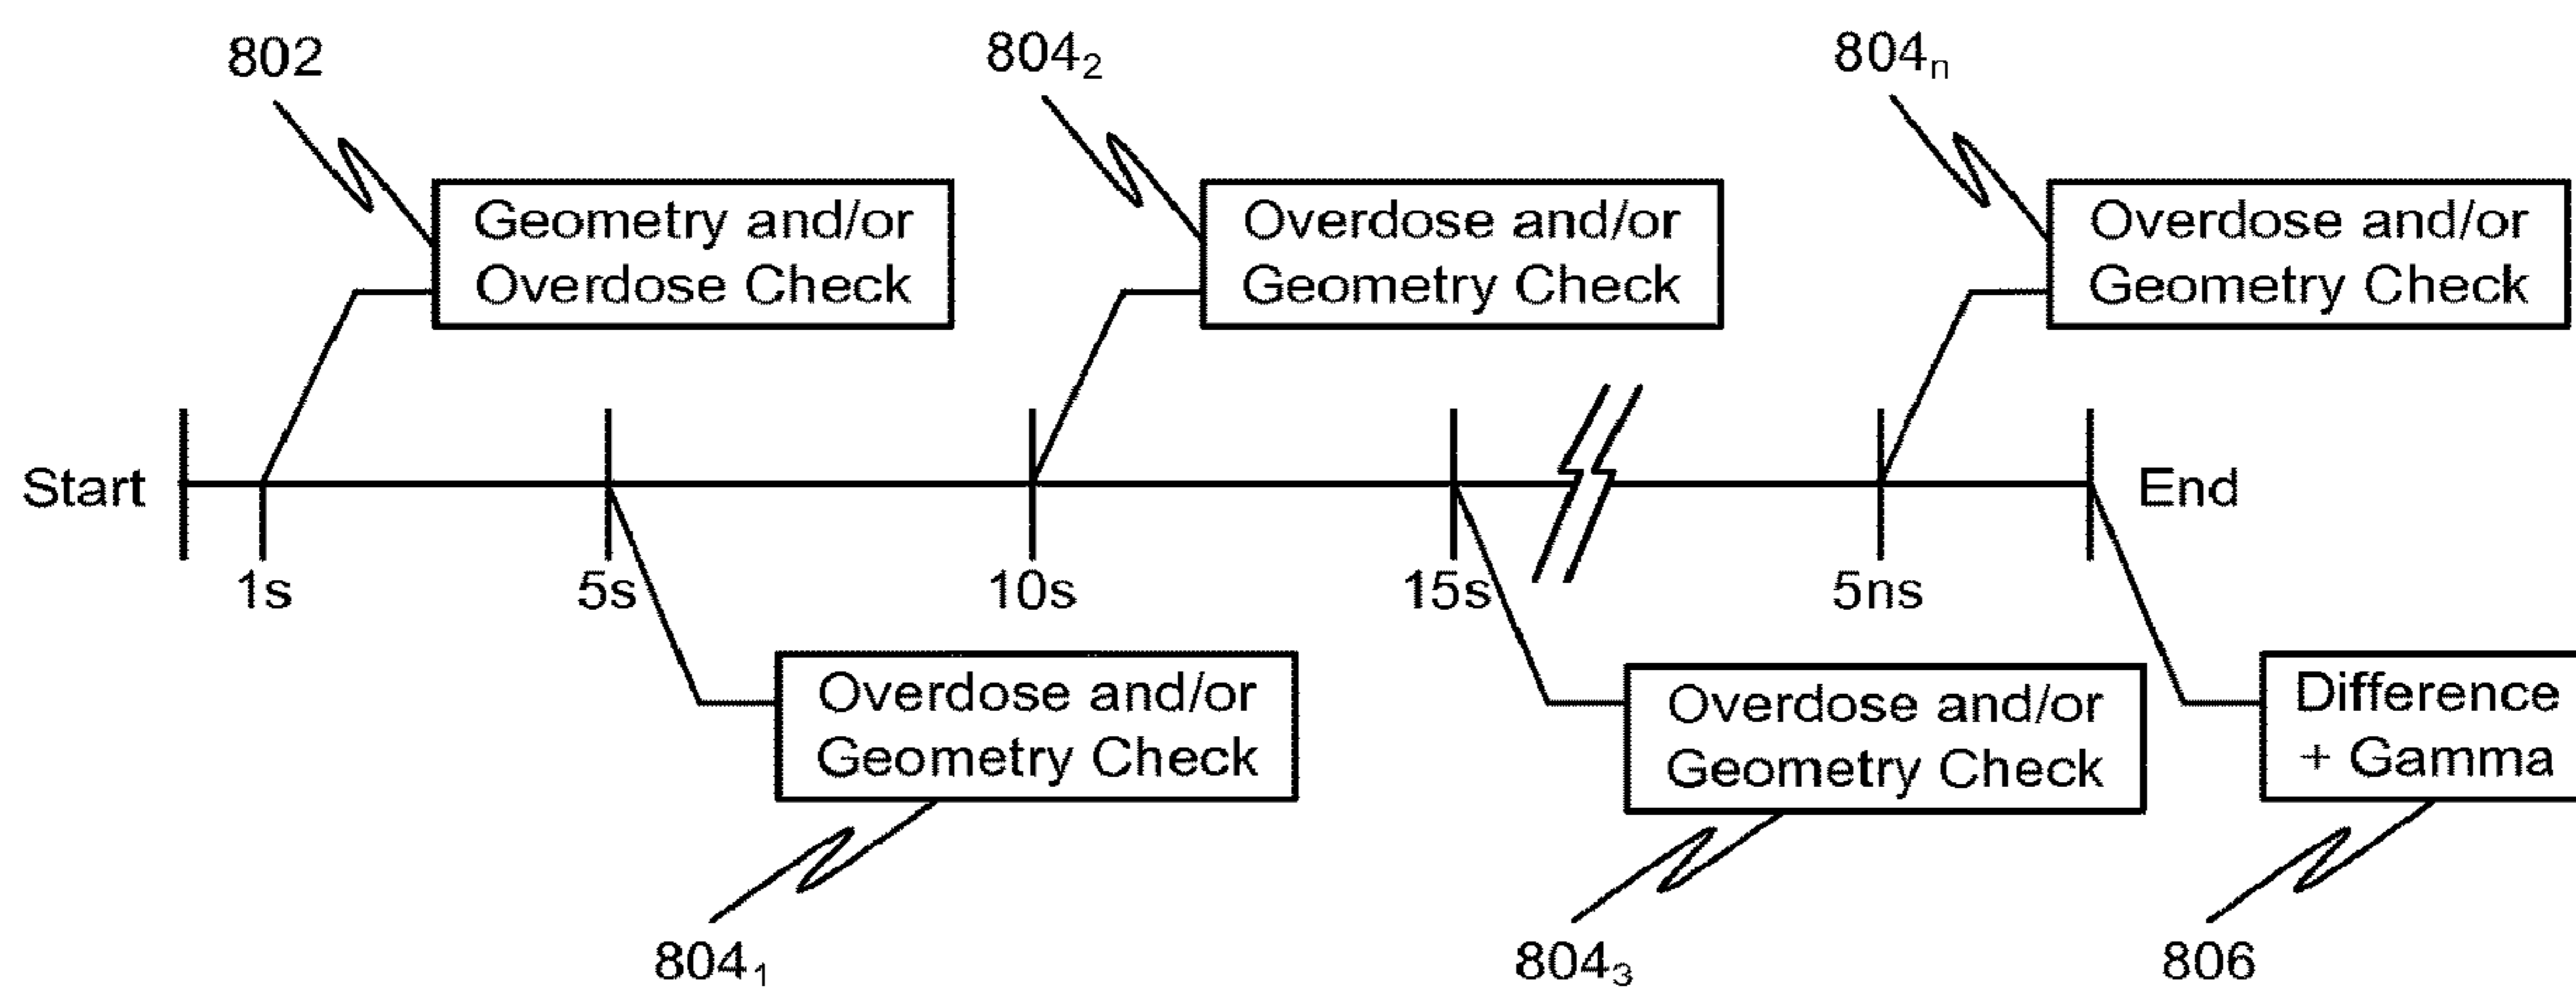 802
804₂
804ₙ
Geometry and/or
Overdose Check
Overdose and/or
Geometry Check
Overdose and/or
Geometry Check
Start
End
1s
5s
10s
15s
5ns
Overdose and/or
Geometry Check
Overdose and/or
Geometry Check
Difference
+ Gamma
804₁
804₃
806